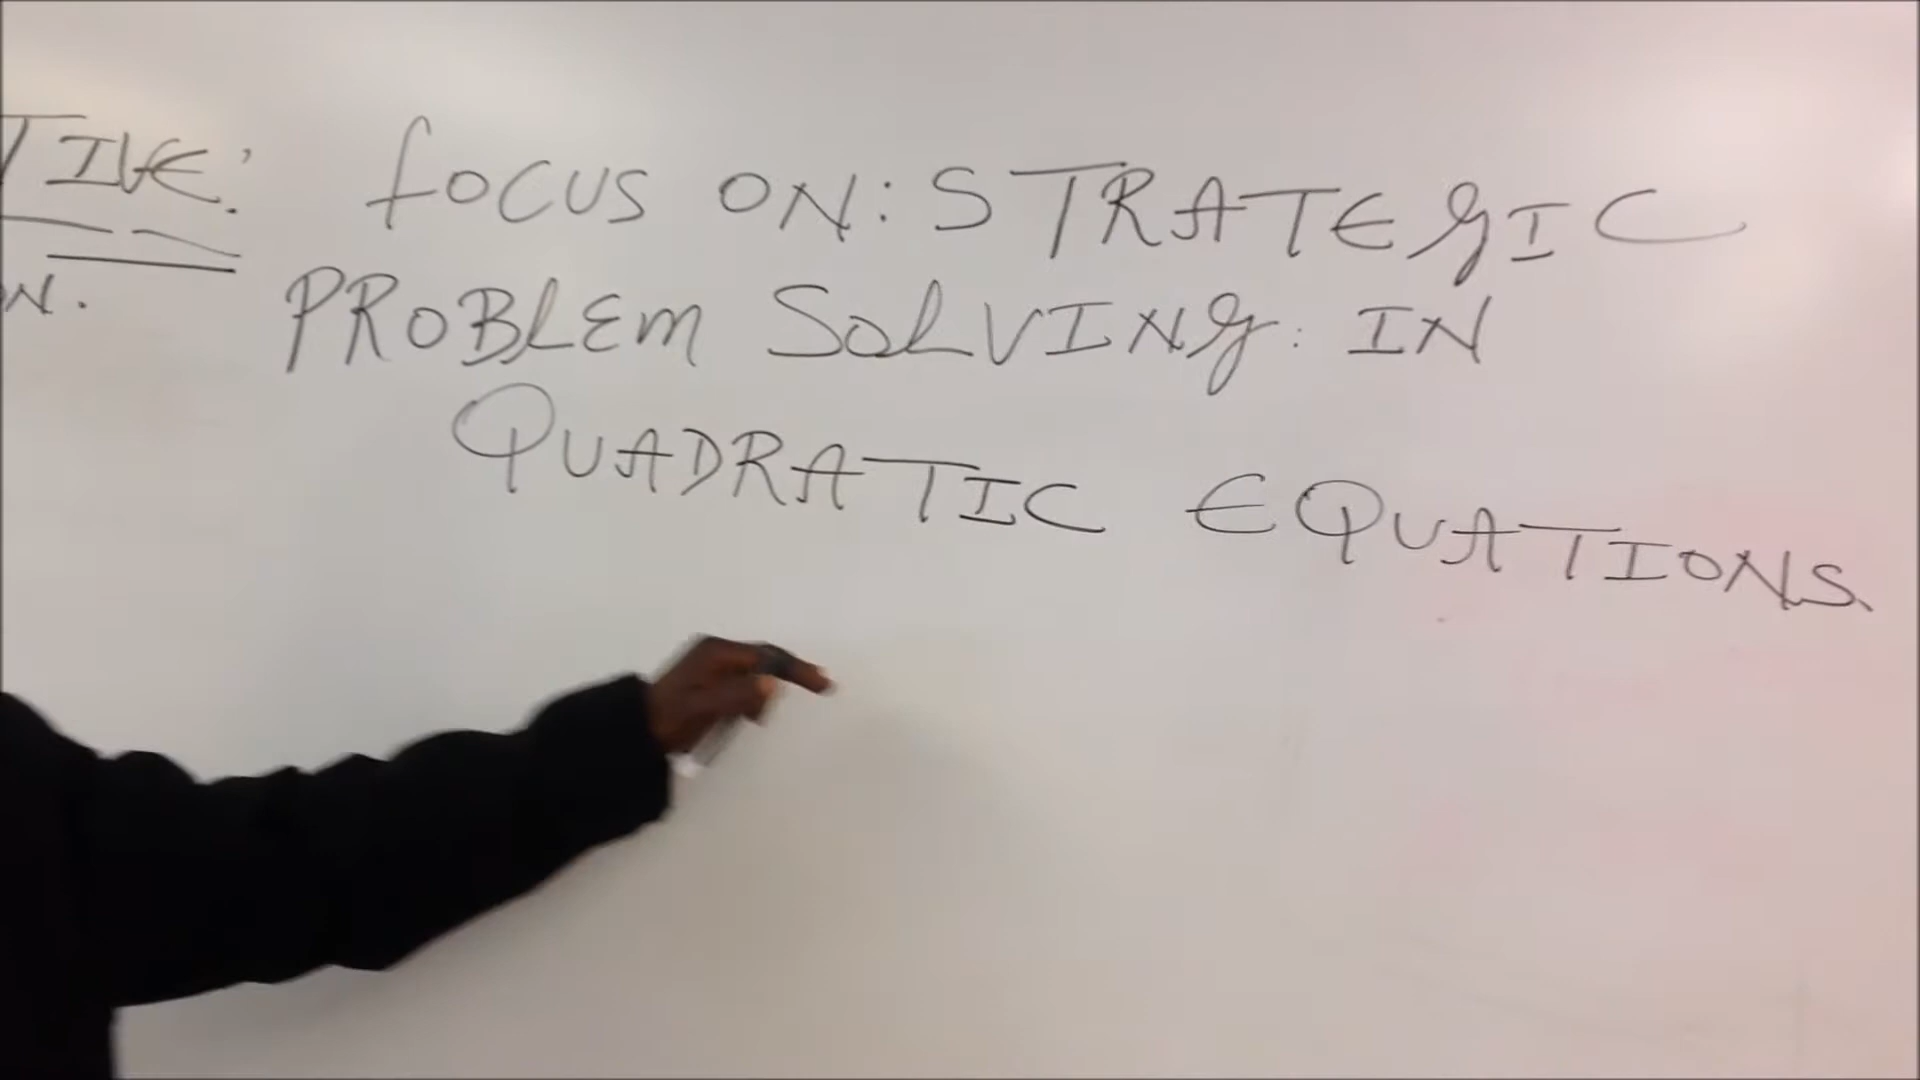 TIVE: FOCUS ON: STRATEGIC
N. PROBLEM SOLVING: IN
QUADRATIC EQUATIONS.